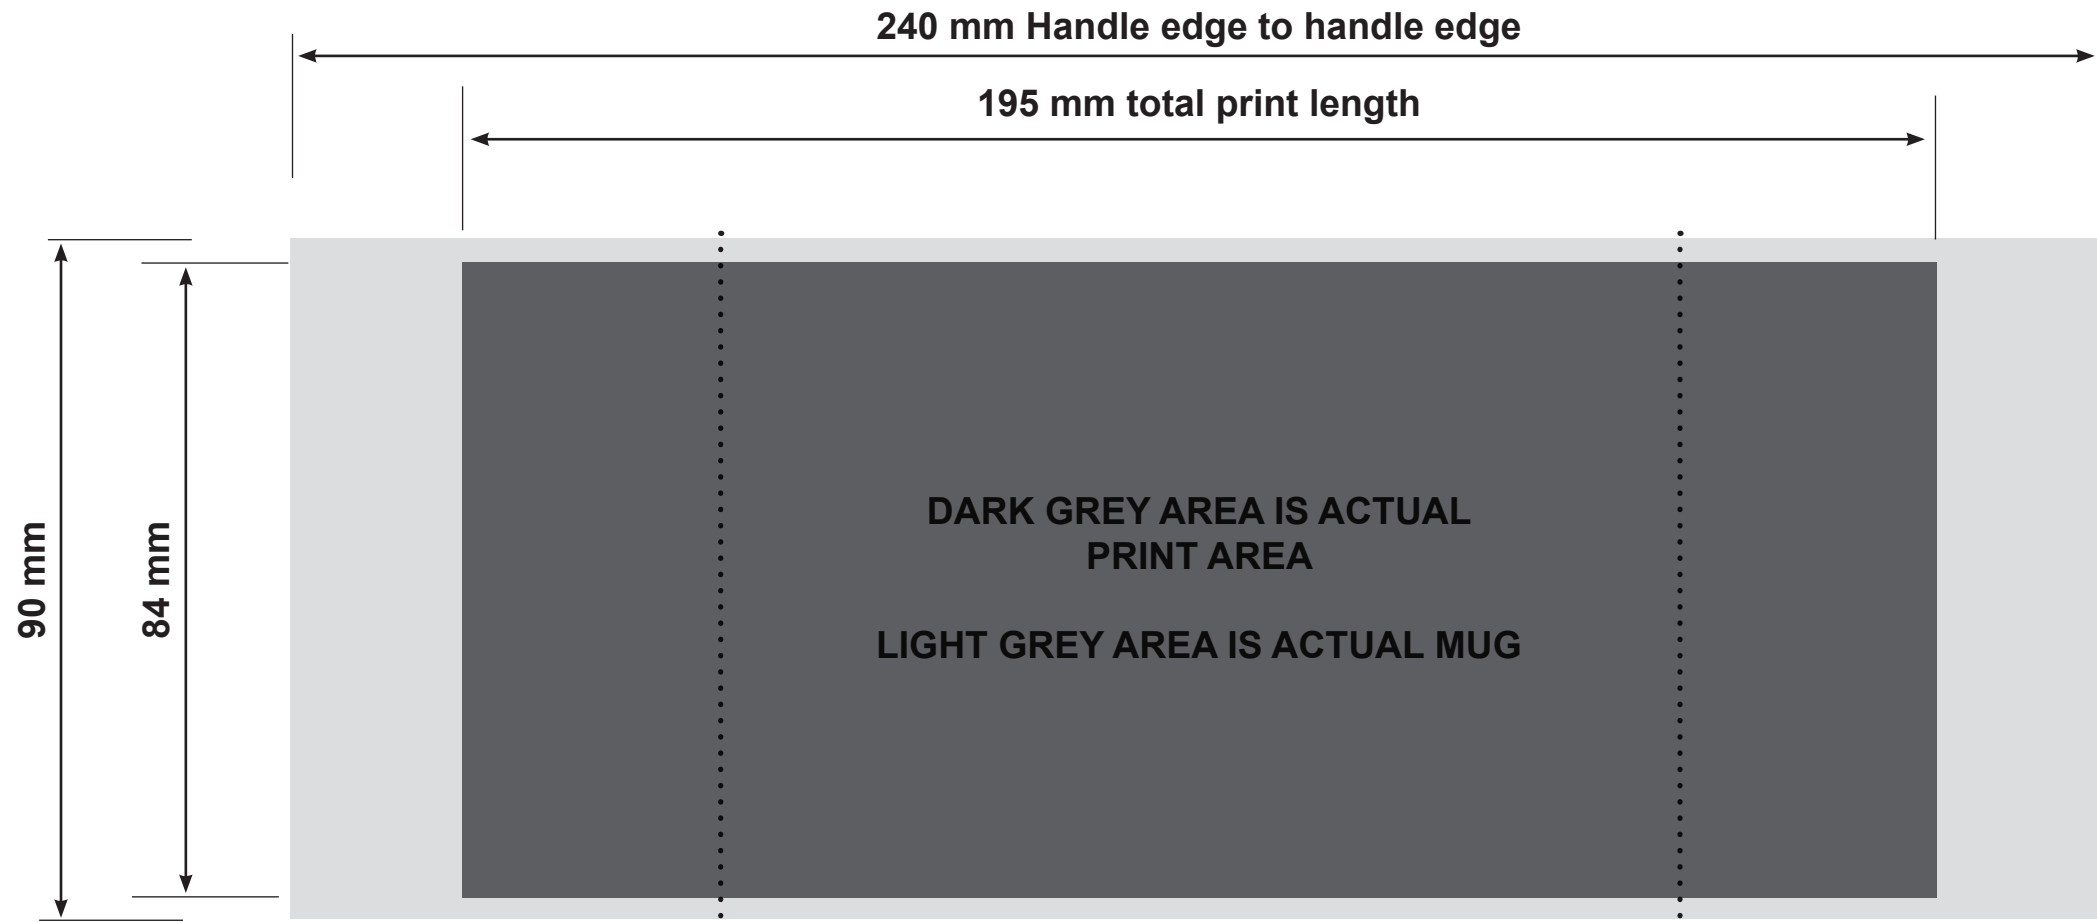 240 mm Handle edge to handle edge
195 mm total print length
90 mm
84 mm
DARK GREY AREA IS ACTUAL
PRINT AREA
LIGHT GREY AREA IS ACTUAL MUG